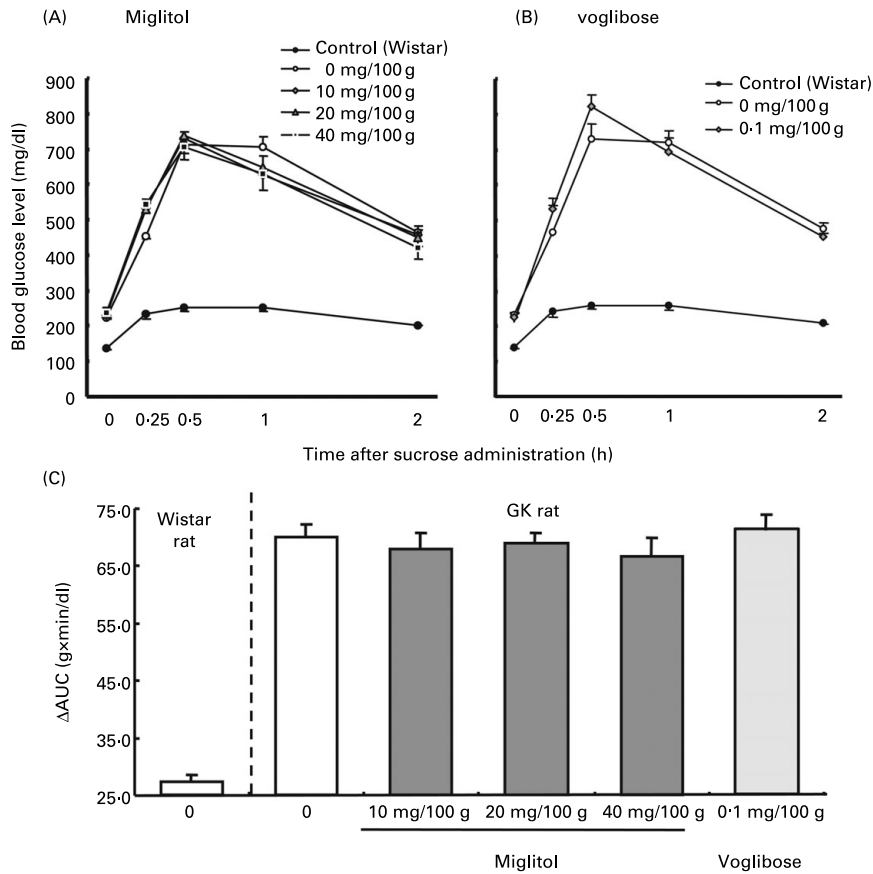 (A) Miglitol
Control (Wistar)
0 mg/100 g
10 mg/100 g
20 mg/100 g
40 mg/100 g
900
800
700
600
500
400
300
200
100
0
Blood glucose level (mg/dl)
0 0·25 0·5 1 2
(B) voglibose
Control (Wistar)
0 mg/100 g
0·1 mg/100 g
0 0·25 0·5 1 2
Time after sucrose administration (h)
(C)
75·0
65·0
55·0
45·0
35·0
25·0
ΔAUC (g×min/dl)
Wistar
rat
GK rat
0 0 10 mg/100 g 20 mg/100 g 40 mg/100 g 0·1 mg/100 g
Miglitol Voglibose